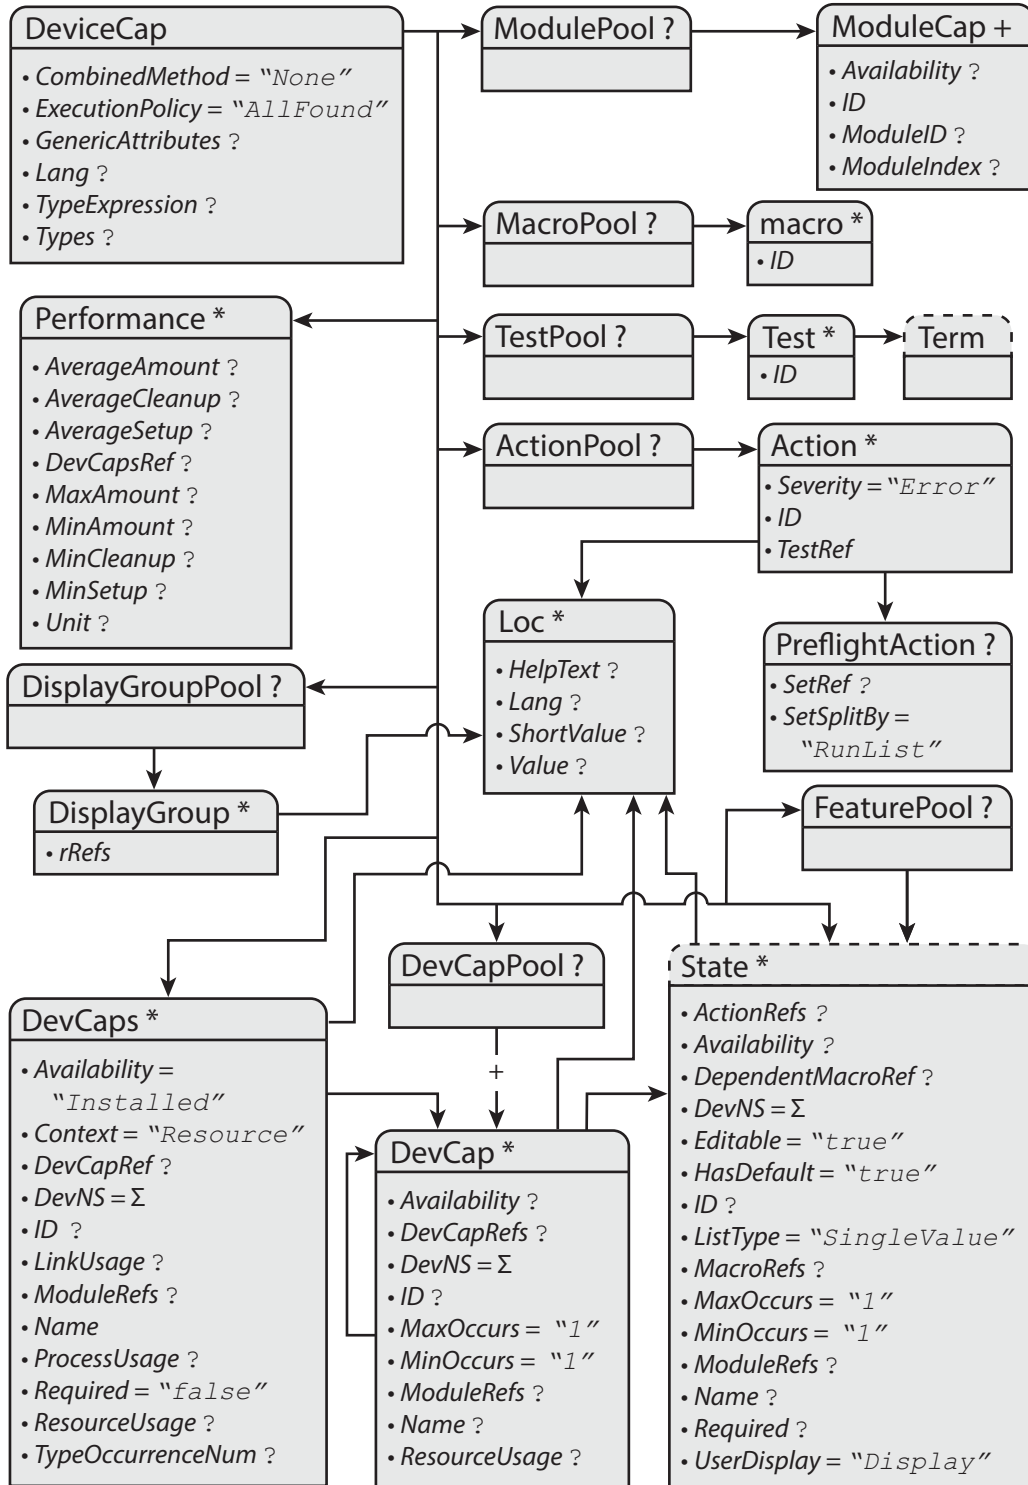 DeviceCap
• CombinedMethod = “None”
• ExecutionPolicy = “AllFound”
• GenericAttributes ?
• Lang ?
• TypeExpression ?
• Types ?
ModulePool ?
ModuleCap +
• Availability ?
• ID
• ModuleID ?
• ModuleIndex ?
MacroPool ?
macro *
• ID
Performance *
• AverageAmount ?
• AverageCleanup ?
• AverageSetup ?
• DevCapsRef ?
• MaxAmount ?
• MinAmount ?
• MinCleanup ?
• MinSetup ?
• Unit ?
TestPool ?
Test *
• ID
Term
ActionPool ?
Action *
• Severity = “Error”
• ID
• TestRef
Loc *
• HelpText ?
• Lang ?
• ShortValue ?
• Value ?
PreflightAction ?
• SetRef ?
• SetSplitBy =
“RunList”
DisplayGroupPool ?
DisplayGroup *
• rRefs
FeaturePool ?
DevCapPool ?
+
DevCaps *
• Availability =
“Installed”
• Context = “Resource”
• DevCapRef ?
• DevNS = Σ
• ID ?
• LinkUsage ?
• ModuleRefs ?
• Name
• ProcessUsage ?
• Required = “false”
• ResourceUsage ?
• TypeOccurrenceNum ?
DevCap *
• Availability ?
• DevCapRefs ?
• DevNS = Σ
• ID ?
• MaxOccurs = “1”
• MinOccurs = “1”
• ModuleRefs ?
• Name ?
• ResourceUsage ?
State *
• ActionRefs ?
• Availability ?
• DependentMacroRef ?
• DevNS = Σ
• Editable = “true”
• HasDefault = “true”
• ID ?
• ListType = “SingleValue”
• MacroRefs ?
• MaxOccurs = “1”
• MinOccurs = “1”
• ModuleRefs ?
• Name ?
• Required ?
• UserDisplay = “Display”